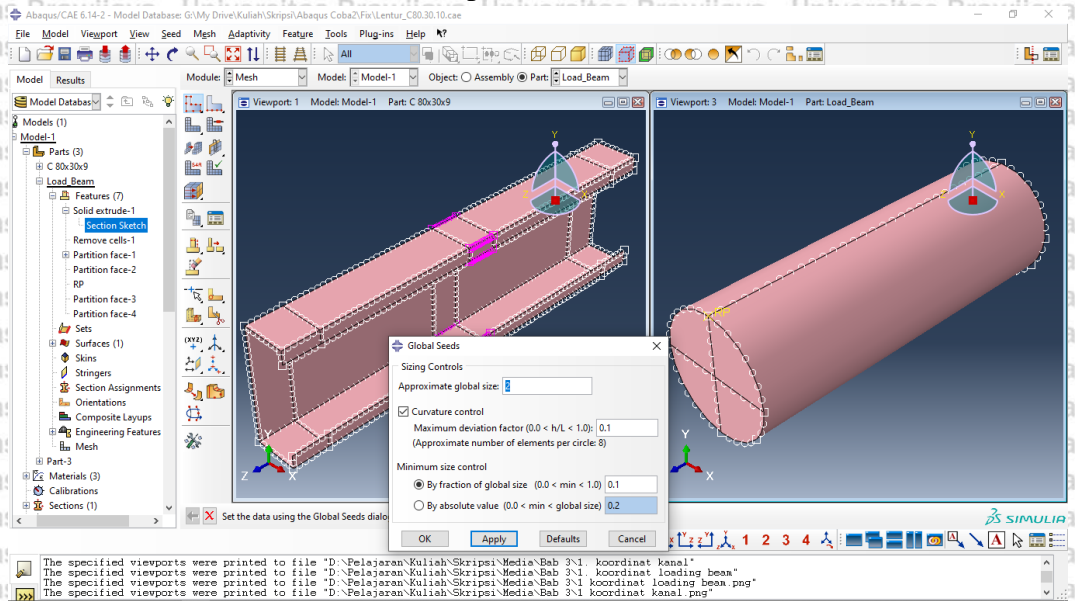 Abaqus/CAE 6.14-2 - Model Database: G:\My Drive\Kuliah\Skripsi\Abaqus Coba2\Fix\Lentur_C80.30.10.cae
File Model Viewport View Seed Mesh Adaptivity Feature Tools Plug-ins Help
All
Model Results Module: Mesh Model: Model-1 Object: Assembly Part: Load_Beam
Model Databas
Viewport: 1 Model: Model-1 Part: C 80x30x9
Viewport: 3 Model: Model-1 Part: Load_Beam
Models (1)
Model-1
Parts (3)
C 80x30x9
Load_Beam
Features (7)
Solid extrude-1
Section Sketch
Remove cells-1
Partition face-1
Partition face-2
RP
Partition face-3
Partition face-4
Sets
Surfaces (1)
Skins
Stringers
Section Assignments
Orientations
Composite Layups
Engineering Features
Mesh
Part-3
Materials (3)
Calibrations
Sections (1)
(XYZ)
Y
Z
X
Y
X
RP
Y
Z
X
Y
X
Global Seeds
Sizing Controls
Approximate global size: 2
Curvature control
Maximum deviation factor (0.0 < h/L < 1.0): 0.1
(Approximate number of elements per circle: 8)
Minimum size control
By fraction of global size (0.0 < min < 1.0) 0.1
By absolute value (0.0 < min < global size) 0.2
OK Apply Defaults Cancel
Set the data using the Global Seeds dialo
SIMULIA
1 2 3 4
The specified viewports were printed to file "D:\Pelajaran\Kuliah\Skripsi\Media\Bab 3\1. koordinat kanal"
The specified viewports were printed to file "D:\Pelajaran\Kuliah\Skripsi\Media\Bab 3\1. koordinat loading beam"
The specified viewports were printed to file "D:\Pelajaran\Kuliah\Skripsi\Media\Bab 3\1 koordinat loading beam.png"
The specified viewports were printed to file "D:\Pelajaran\Kuliah\Skripsi\Media\Bab 3\1 koordinat kanal.png"